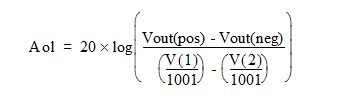 Aol = 20 × log( (Vout(pos) - Vout(neg)) / ( (V(1)/1001) - (V(2)/1001) ) )